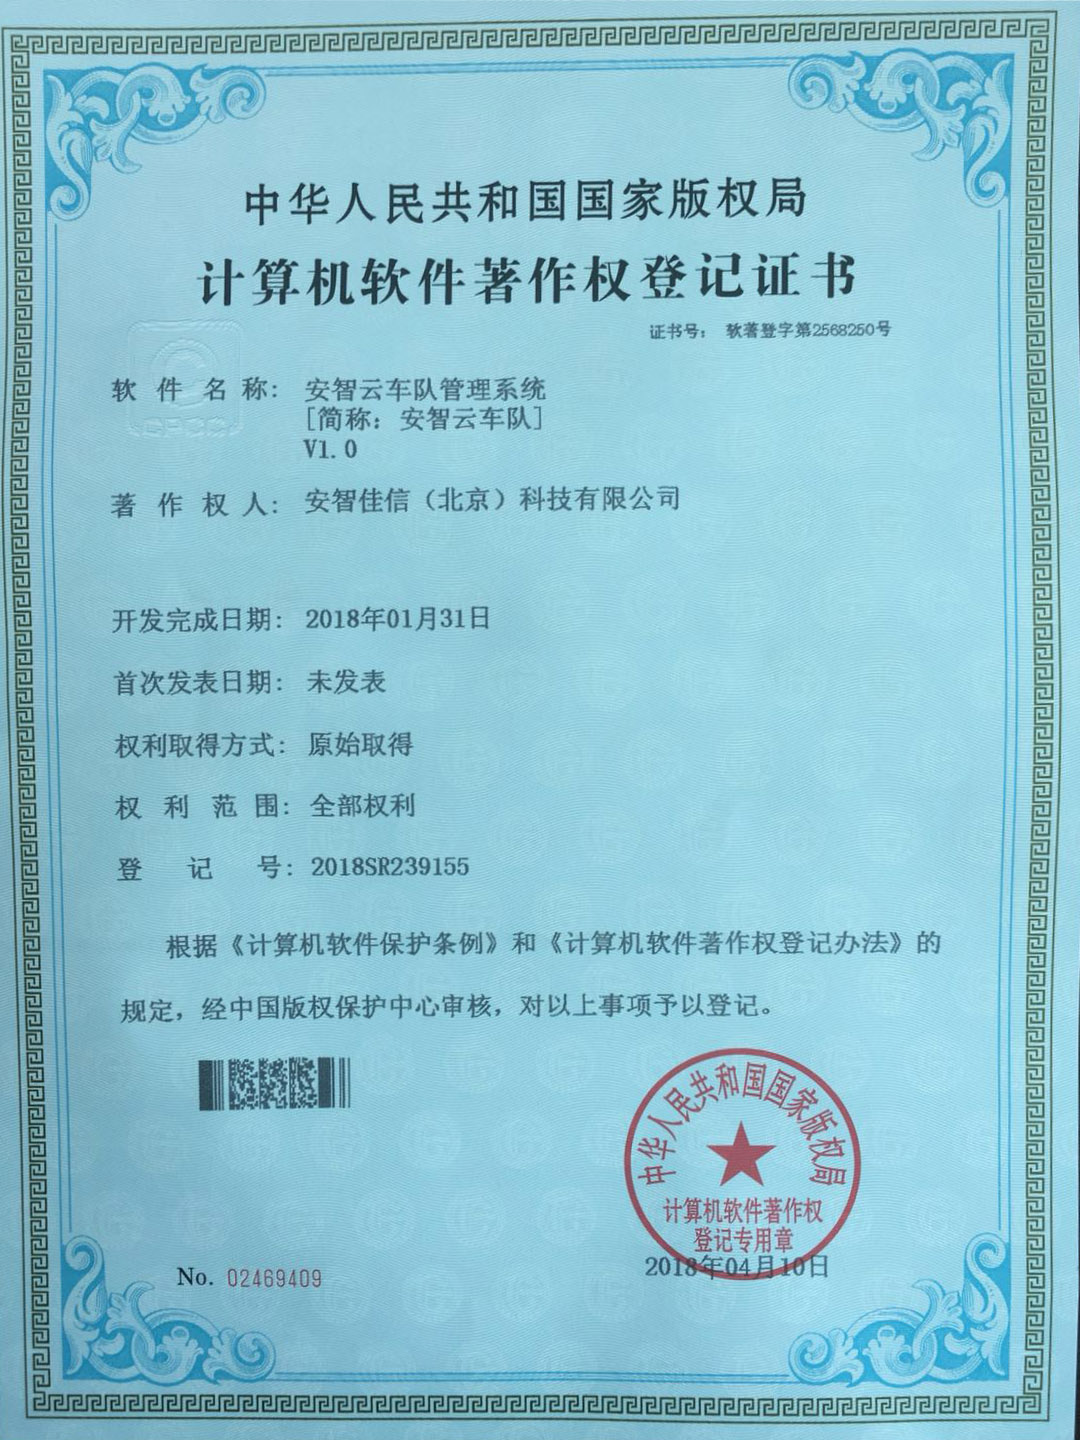 中华人民共和国国家版权局
计算机软件著作权登记证书
证书号： 软著登字第2568250号
软件名称： 安智云车队管理系统
[简称：安智云车队]
V1.0
著作权人： 安智佳信（北京）科技有限公司
开发完成日期： 2018年01月31日
首次发表日期： 未发表
权利取得方式： 原始取得
权利范围： 全部权利
登记号： 2018SR239155
根据《计算机软件保护条例》和《计算机软件著作权登记办法》的
规定，经中国版权保护中心审核，对以上事项予以登记。
中华人民共和国国家版权局
计算机软件著作权
登记专用章
2018年04月10日
No. 02469409